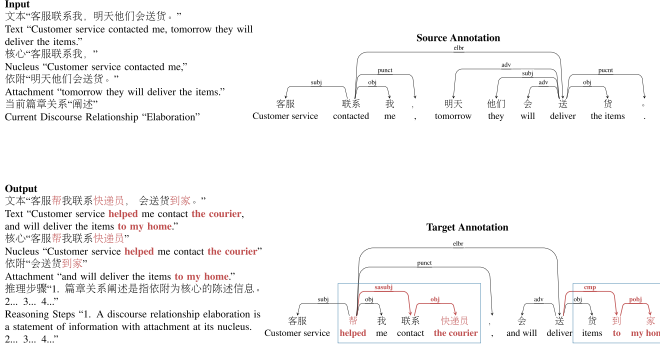 Input
文本“客服联系我，明天他们会送货。”
Text “Customer service contacted me, tomorrow they will
deliver the items.”
核心“客服联系我，”
Nucleus “Customer service contacted me,”
依附“明天他们会送货。”
Attachment “tomorrow they will deliver the items.”
当前篇章关系“阐述”
Current Discourse Relationship “Elaboration”
Source Annotation
elbr
punct adv
subj pucnt
subj obj adv obj
客服 联系 我 ， 明天 他们 会 送 货 。
Customer service contacted me , tomorrow they will deliver the items .
Output
文本“客服帮我联系快递员， 会送货到家。”
Text “Customer service helped me contact the courier,
and will deliver the items to my home.”
核心“客服帮我联系快递员”
Nucleus “Customer service helped me contact the courier”
依附“会送货到家”
Attachment “and will deliver the items to my home.”
推理步骤“1. 篇章关系阐述是指依附为核心的陈述信息。
2... 3... 4...”
Reasoning Steps “1. A discourse relationship elaboration is
a statement of information with attachment at its nucleus.
2.. 3.. 4..”
Target Annotation
elbr
punct
sasubj cmp
subj obj obj adv obj pobj
客服 帮 我 联系 快递员 ， 会 送 货 到 家
Customer service helped me contact the courier , and will deliver items to my hom